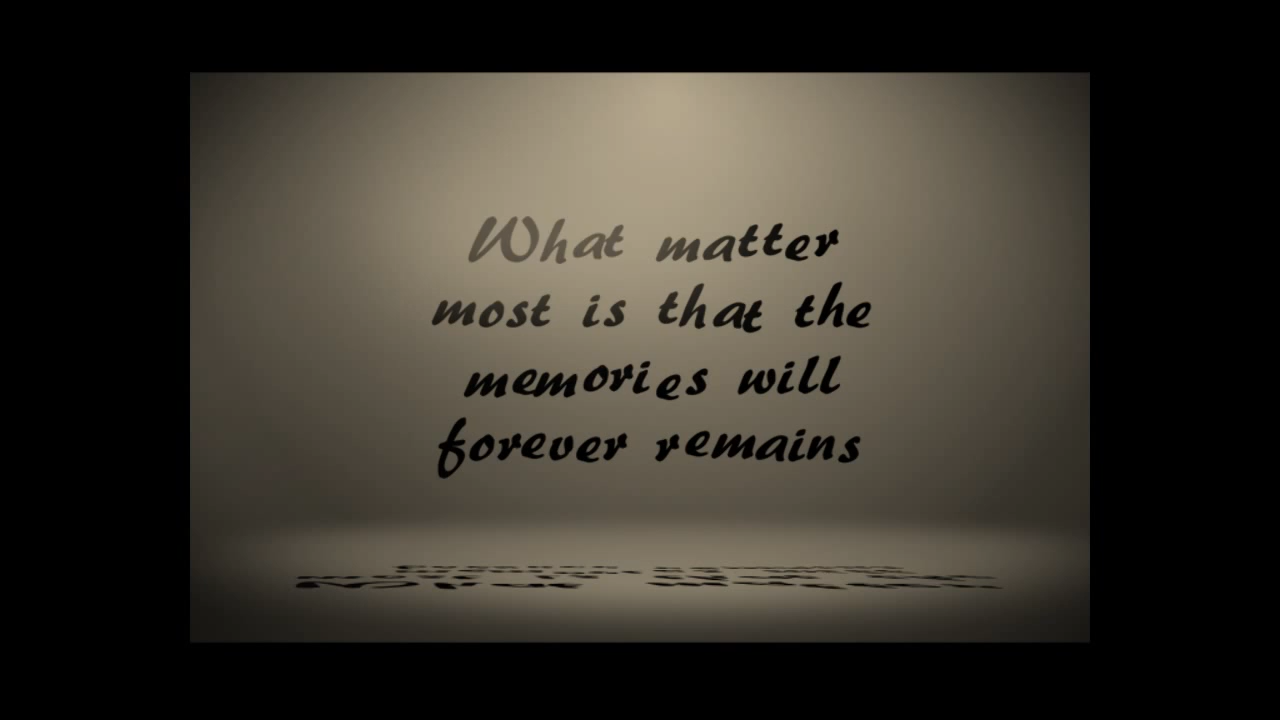 What matter
most is that the
memories will
forever remains